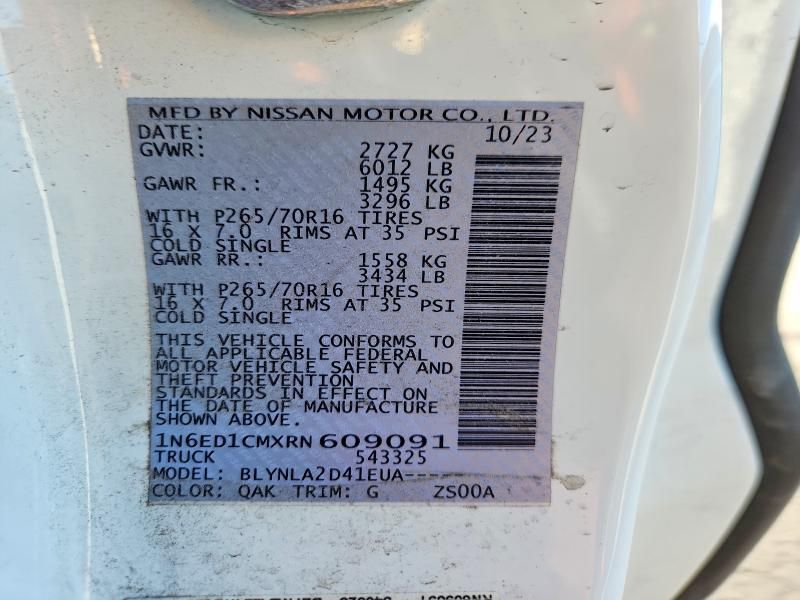 MFD BY NISSAN MOTOR CO., LTD.
DATE: 10/23
GVWR: 2727 KG
6012 LB
GAWR FR.: 1495 KG
3296 LB
WITH P265/70R16 TIRES
16 X 7.0 RIMS AT 35 PSI
COLD SINGLE
GAWR RR.: 1558 KG
3434 LB
WITH P265/70R16 TIRES
16 X 7.0 RIMS AT 35 PSI
COLD SINGLE
THIS VEHICLE CONFORMS TO
ALL APPLICABLE FEDERAL
MOTOR VEHICLE SAFETY AND
THEFT PREVENTION
STANDARDS IN EFFECT ON
THE DATE OF MANUFACTURE
SHOWN ABOVE.
1N6ED1CMXRN 609091
TRUCK 543325
MODEL: BLYNLA2D41EUA----
COLOR: QAK TRIM: G ZS00A